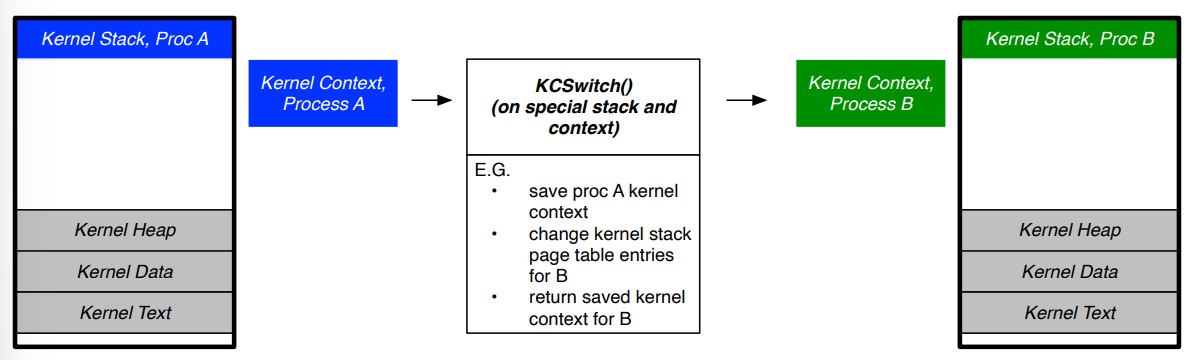 Kernel Stack, Proc A
Kernel Heap
Kernel Data
Kernel Text
Kernel Context,
Process A
KCSwitch()
(on special stack and
context)
E.G.
• save proc A kernel
context
• change kernel stack
page table entries
for B
• return saved kernel
context for B
Kernel Context,
Process B
Kernel Stack, Proc B
Kernel Heap
Kernel Data
Kernel Text